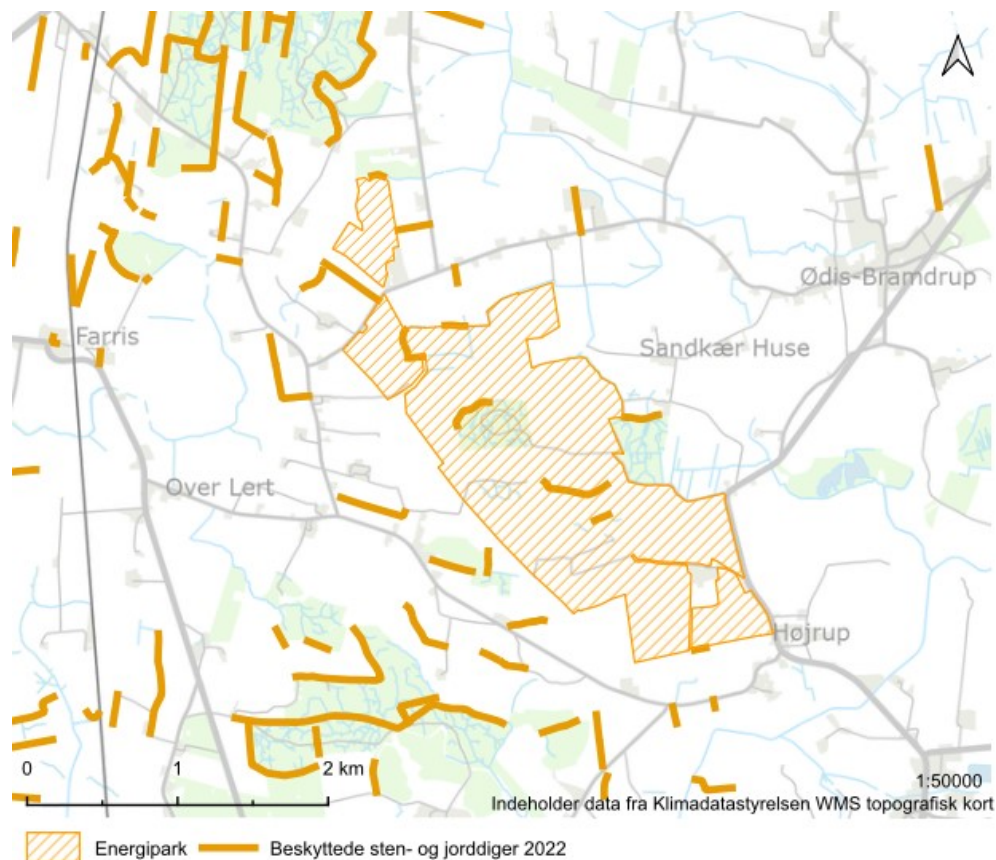 Ødis-Bramdrup
Farris
Sandkær Huse
Over Lert
Højrup
0 1 2 km
1:50000
Indeholder data fra Klimadatastyrelsen WMS topografisk kort
Energipark Beskyttede sten- og jorddiger 2022